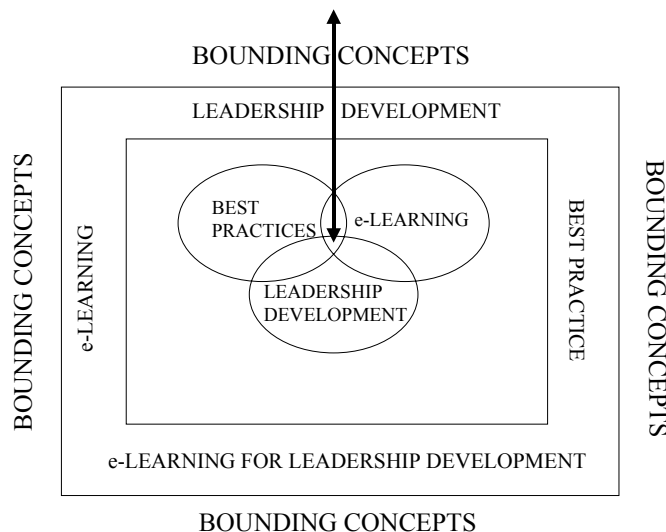 BOUNDING CONCEPTS
LEADERSHIP DEVELOPMENT
BOUNDING CONCEPTS
e-LEARNING
BEST
PRACTICES
e-LEARNING
LEADERSHIP
DEVELOPMENT
BEST PRACTICE
BOUNDING CONCEPTS
e-LEARNING FOR LEADERSHIP DEVELOPMENT
BOUNDING CONCEPTS